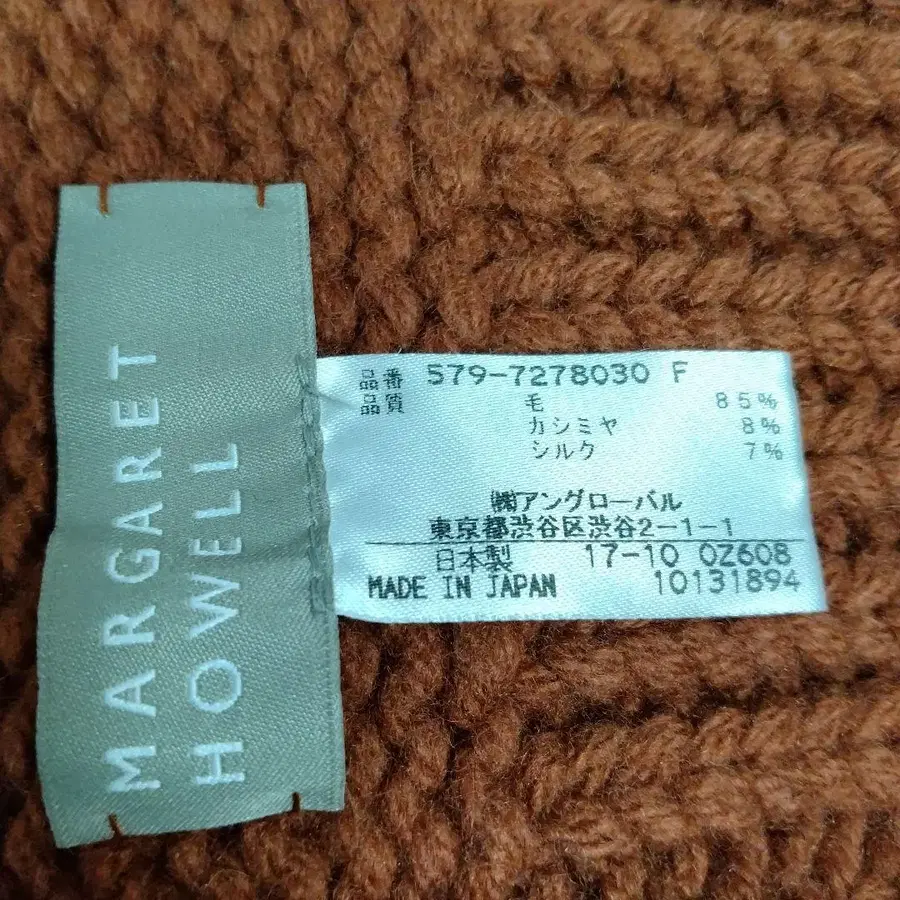 MARGARET
HOWELL
品番 579-7278030 F
品質 毛 85%
カシミヤ 8%
シルク 7%
㈱アングローバル
東京都渋谷区渋谷2-1-1
日本製 17-10 0Z608
MADE IN JAPAN 10131894